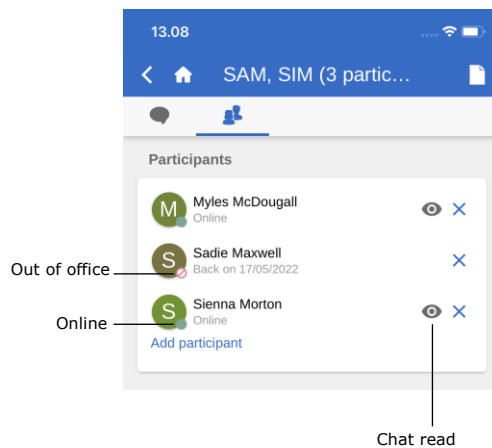 13.08
SAM, SIM (3 partic...
Participants
M
Myles McDougall
Online
S
Sadie Maxwell
Back on 17/05/2022
Out of office
S
Sienna Morton
Online
Online
Add participant
Chat read